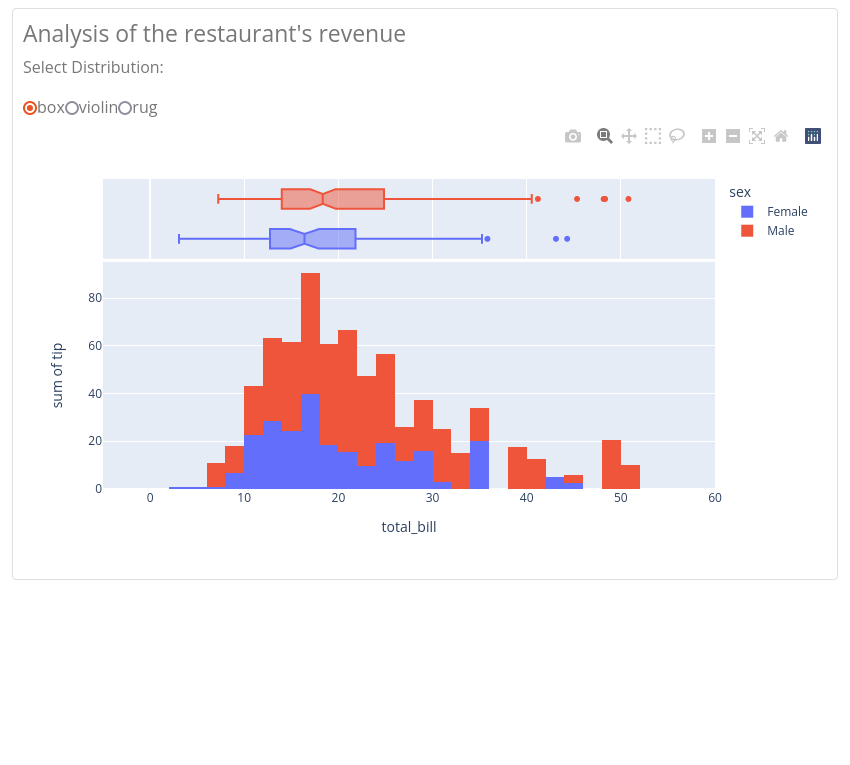 Analysis of the restaurant's revenue
Select Distribution:
box violin rug
sex
Female
Male
80
60
40
20
0
sum of tip
0 10 20 30 40 50 60
total_bill